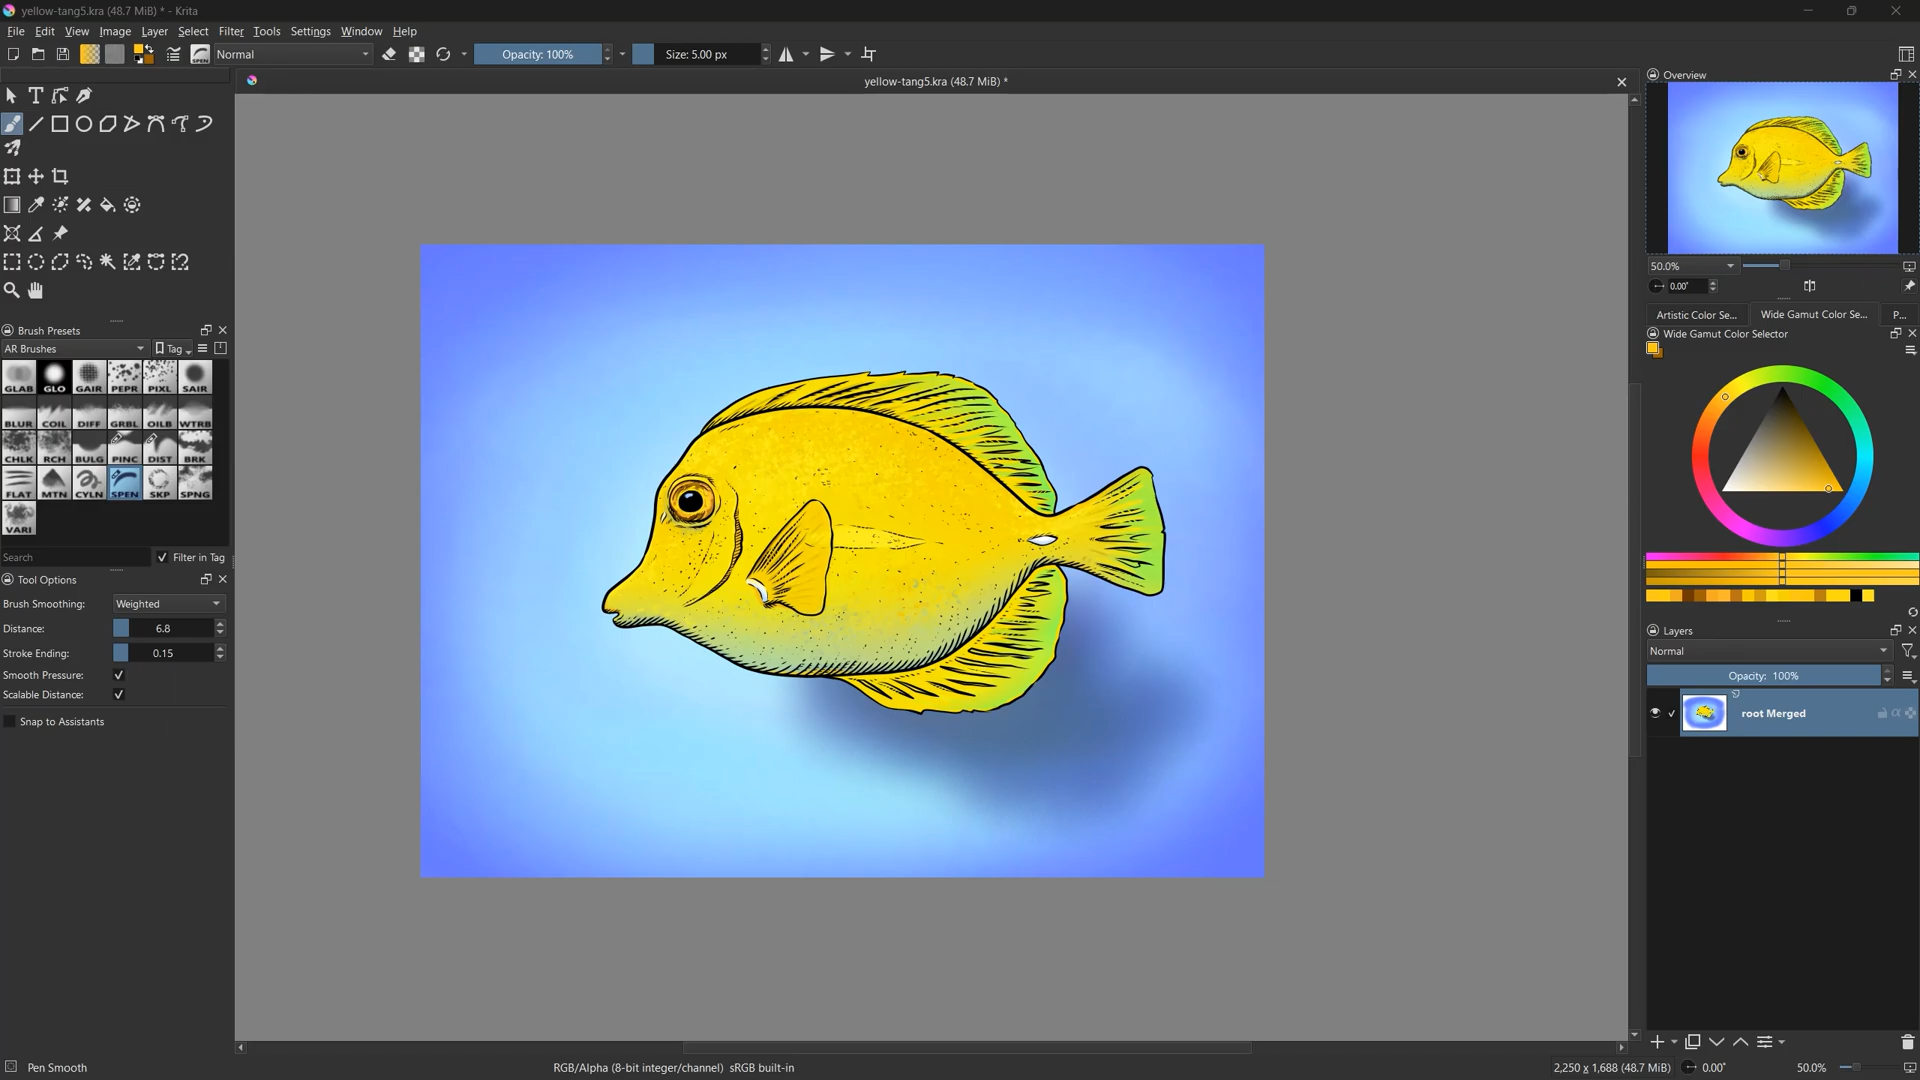 yellow-tang5.kra (48.7 MiB) * - Krita
File Edit View Image Layer Select Filter Tools Settings Window Help
SPEN Normal Opacity: 100% Size: 5.00 px
yellow-tang5.kra (48.7 MiB) *
Overview
50.0%
0.00°
Artistic Color Se... Wide Gamut Color Se... P...
Wide Gamut Color Selector
Brush Presets
AR Brushes Tag
GLAB GLO GAIR PEPR PIXL SAIR
BLUR COIL DIFF GRBL OILB WTRB
CHLK RCH BULG PINC DIST BRK
FLAT MTN CYLN SPEN SKP SPNG
VARI
Search Filter in Tag
Tool Options
Brush Smoothing: Weighted
Distance: 6.8
Stroke Ending: 0.15
Smooth Pressure:
Scalable Distance:
Snap to Assistants
Layers
Normal
Opacity: 100%
root Merged
Pen Smooth
RGB/Alpha (8-bit integer/channel) sRGB built-in
2,250 x 1,688 (48.7 MiB) 0.00° 50.0%